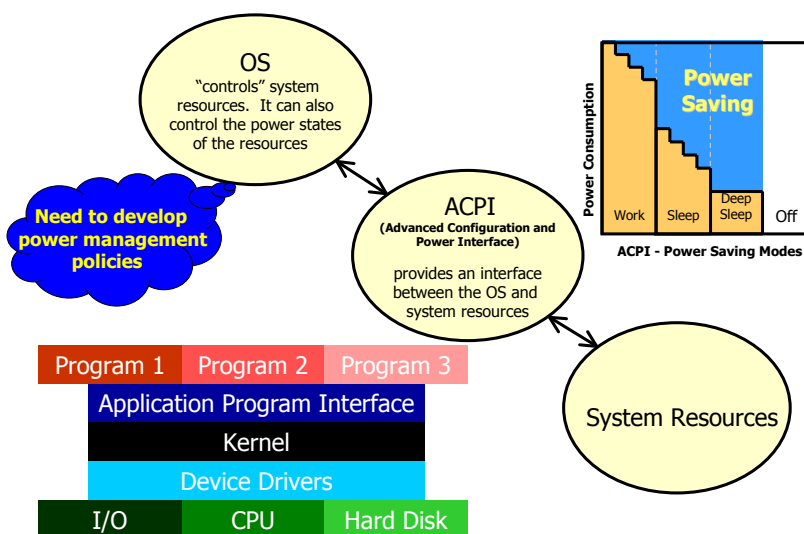 OS
“controls” system
resources.  It can also
control the power states
of the resources
Need to develop
power management
policies
ACPI
(Advanced Configuration and
Power Interface)
provides an interface
between the OS and
system resources
System Resources
Power Consumption
Power
Saving
Work
Sleep
Deep
Sleep
Off
ACPI - Power Saving Modes
Program 1
Program 2
Program 3
Application Program Interface
Kernel
Device Drivers
I/O
CPU
Hard Disk